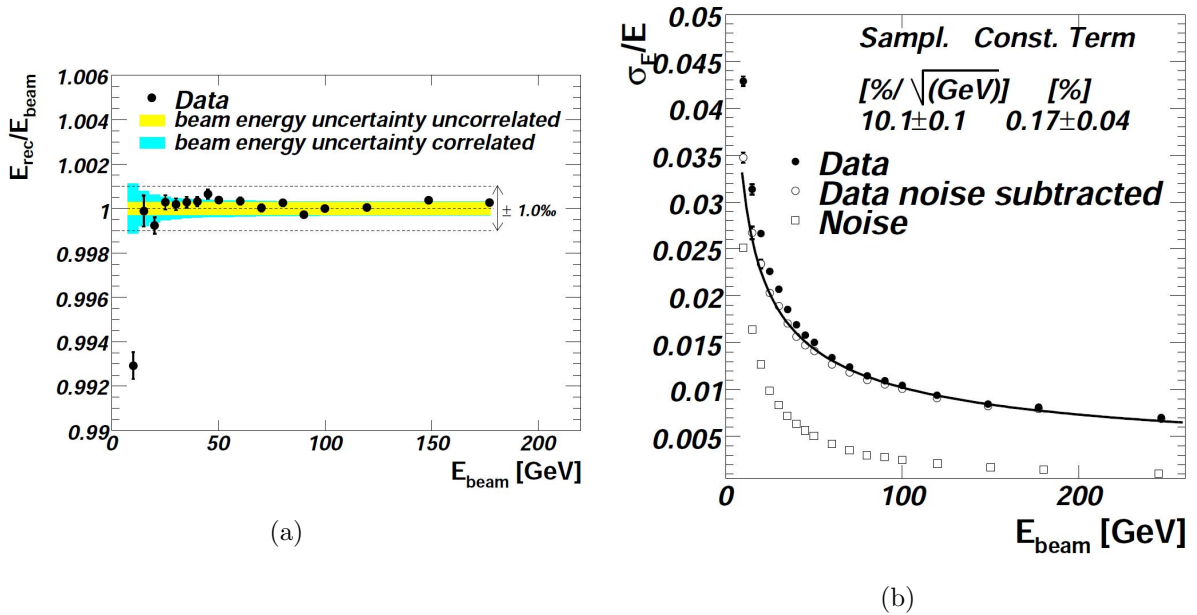 E_rec/E_beam
1.006
1.004
1.002
1
0.998
0.996
0.994
0.992
0.99
Data
beam energy uncertainty uncorrelated
beam energy uncertainty correlated
± 1.0‰
0 50 100 150 200
E_beam [GeV]
(a)
σ_E/E
0.05
0.045
0.04
0.035
0.03
0.025
0.02
0.015
0.01
0.005
Sampl. Const. Term
[%/√(GeV)] [%]
10.1±0.1 0.17±0.04
Data
Data noise subtracted
Noise
0 100 200
E_beam [GeV]
(b)